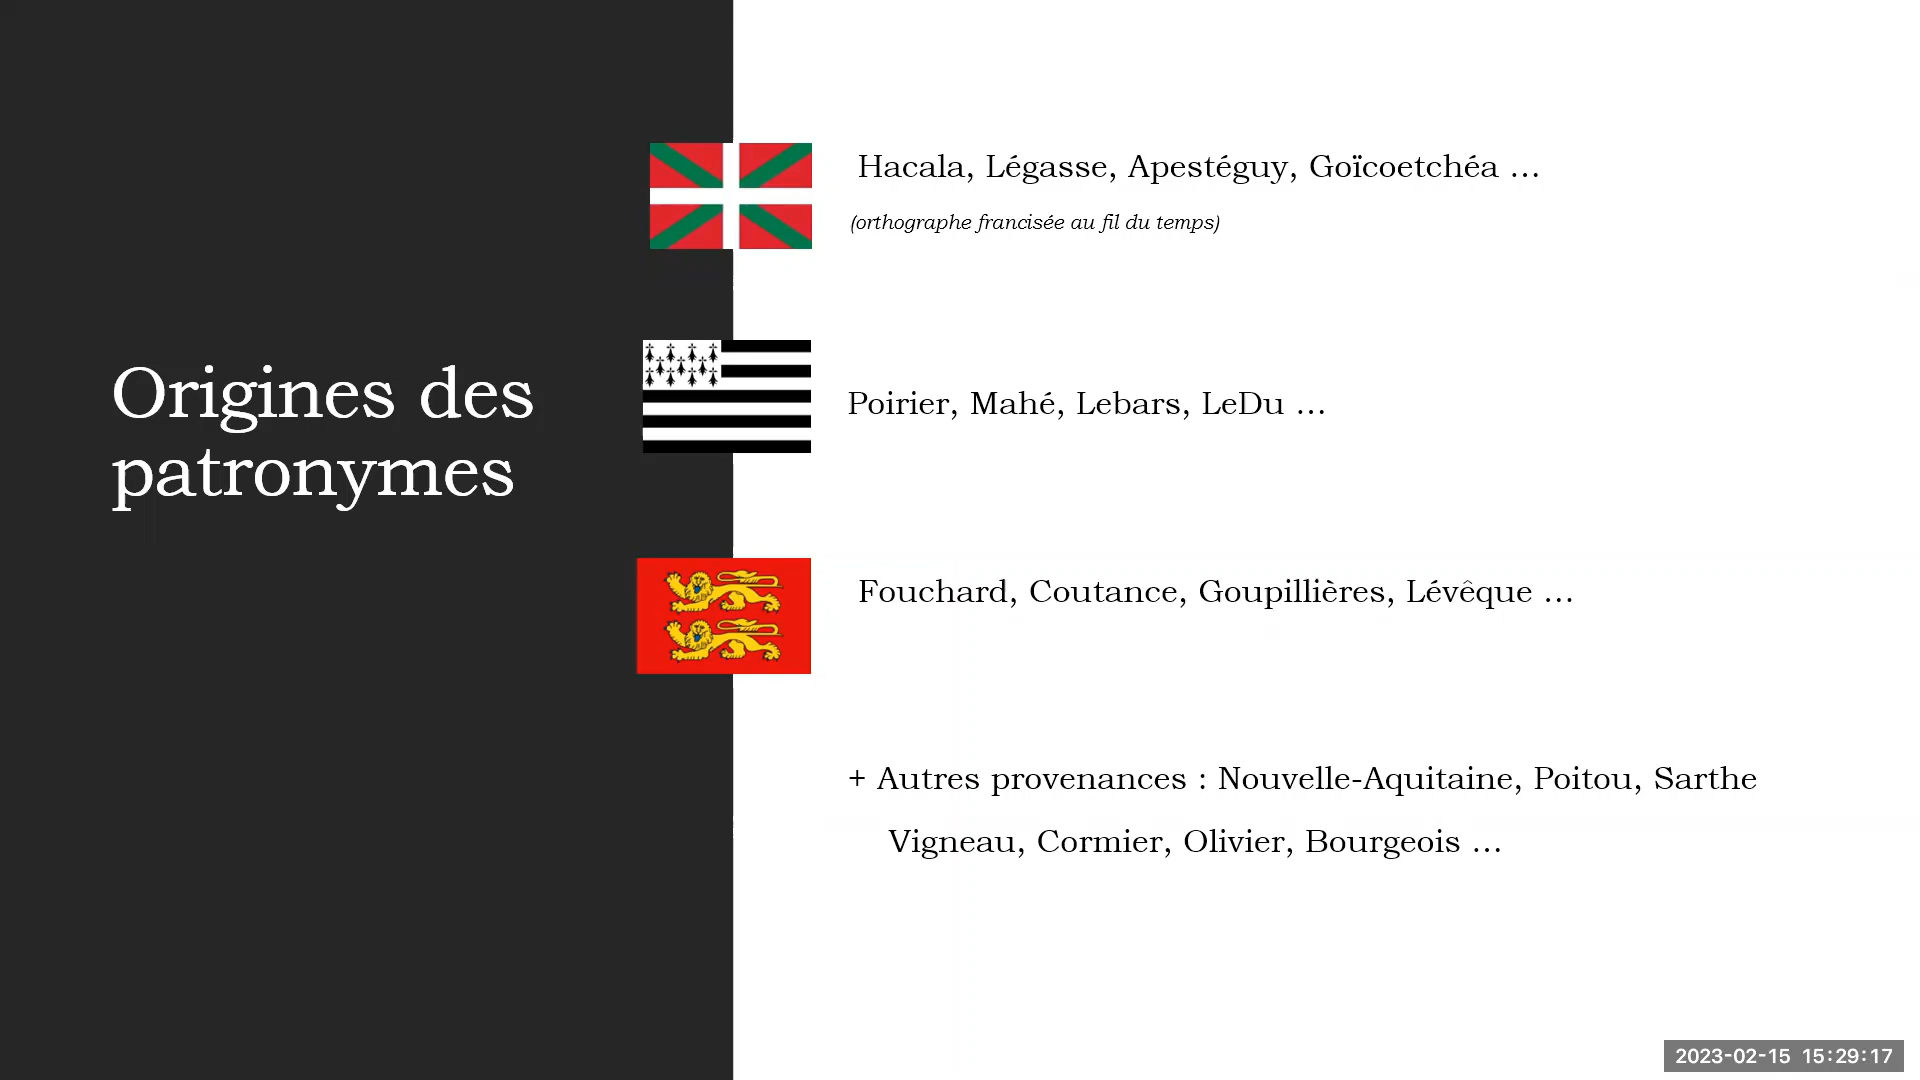 Origines des
patronymes
Hacala, Légasse, Apestéguy, Goïcoetchéa ...
(orthographe francisée au fil du temps)
Poirier, Mahé, Lebars, LeDu ...
Fouchard, Coutance, Goupillières, Lévêque ...
+ Autres provenances : Nouvelle-Aquitaine, Poitou, Sarthe
Vigneau, Cormier, Olivier, Bourgeois ...
2023-02-15 15:29:17